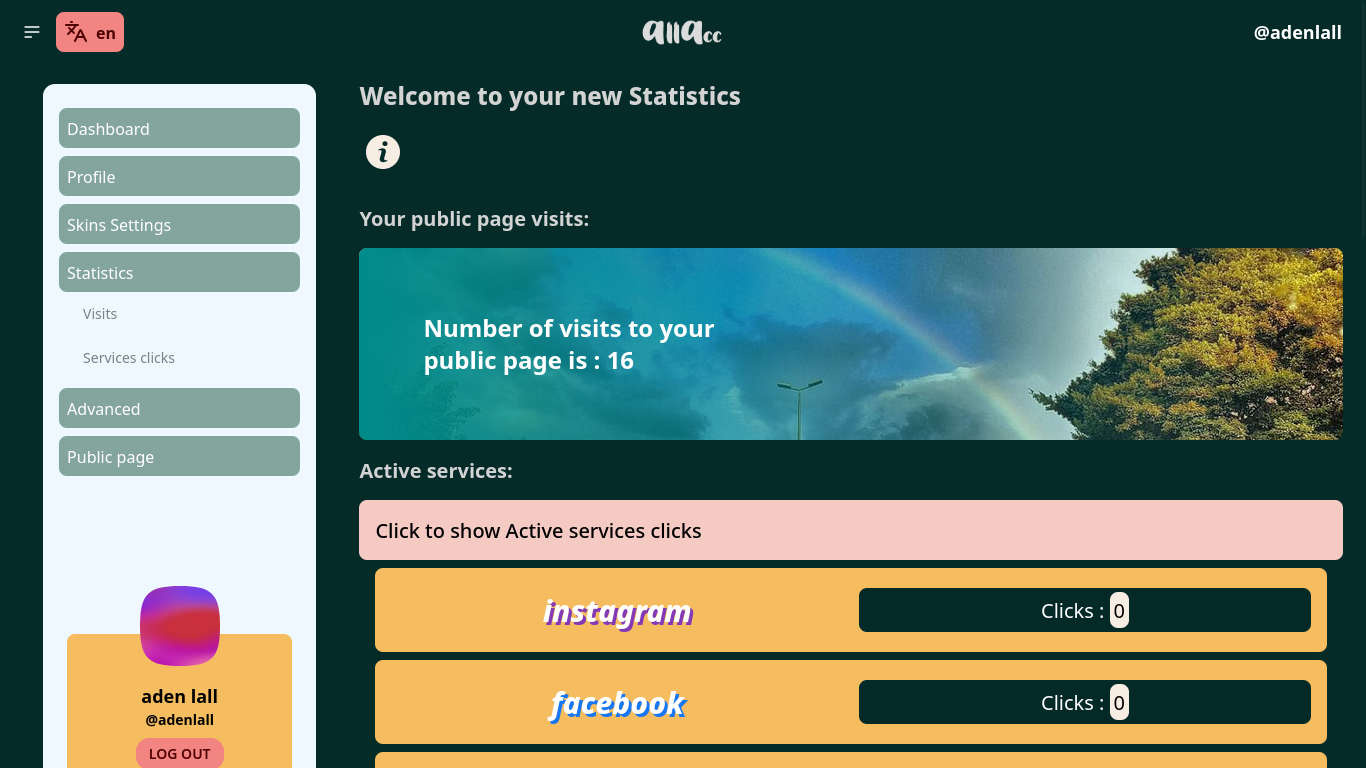 en
allacc
@adenlall
Dashboard
Profile
Skins Settings
Statistics
Visits
Services clicks
Advanced
Public page
aden lall
@adenlall
LOG OUT
Welcome to your new Statistics
i
Your public page visits:
Number of visits to your
public page is : 16
Active services:
Click to show Active services clicks
instagram
Clicks : 0
facebook
Clicks : 0